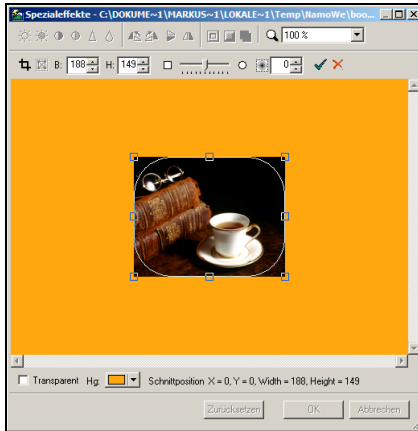 Spezialeffekte - C:\DOKUME~1\MARKUS~1\LOKALE~1\Temp\NamoWe\boo...
100 %
B: 188 H: 149 0
Transparent Hg: Schnittposition X = 0, Y = 0, Width = 188, Height = 149
Zurücksetzen OK Abbrechen